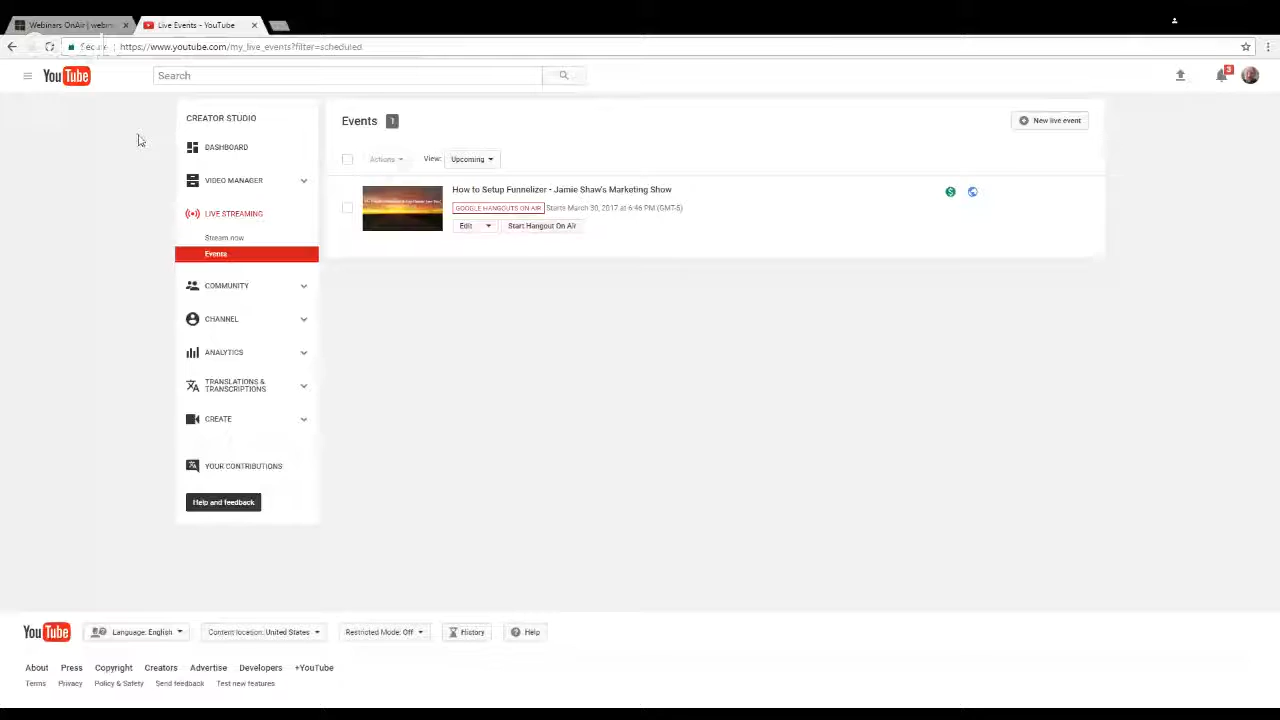 Webinars OnAir | webin
Live Events - YouTube
Secure
https://www.youtube.com/my_live_events?filter=scheduled
YouTube
Search
3
CREATOR STUDIO
DASHBOARD
VIDEO MANAGER
LIVE STREAMING
Stream now
Events
COMMUNITY
CHANNEL
ANALYTICS
TRANSLATIONS &
TRANSCRIPTIONS
CREATE
YOUR CONTRIBUTIONS
Help and feedback
Events 1
New live event
Actions
View: Upcoming
How to Setup Funnelizer - Jamie Shaw's Marketing Show
GOOGLE HANGOUTS ON AIR Starts March 30, 2017 at 6:46 PM (GMT-5)
Edit
Start Hangout On Air
YouTube
Language: English
Content location: United States
Restricted Mode: Off
History
Help
About Press Copyright Creators Advertise Developers +YouTube
Terms Privacy Policy & Safety Send feedback Test new features